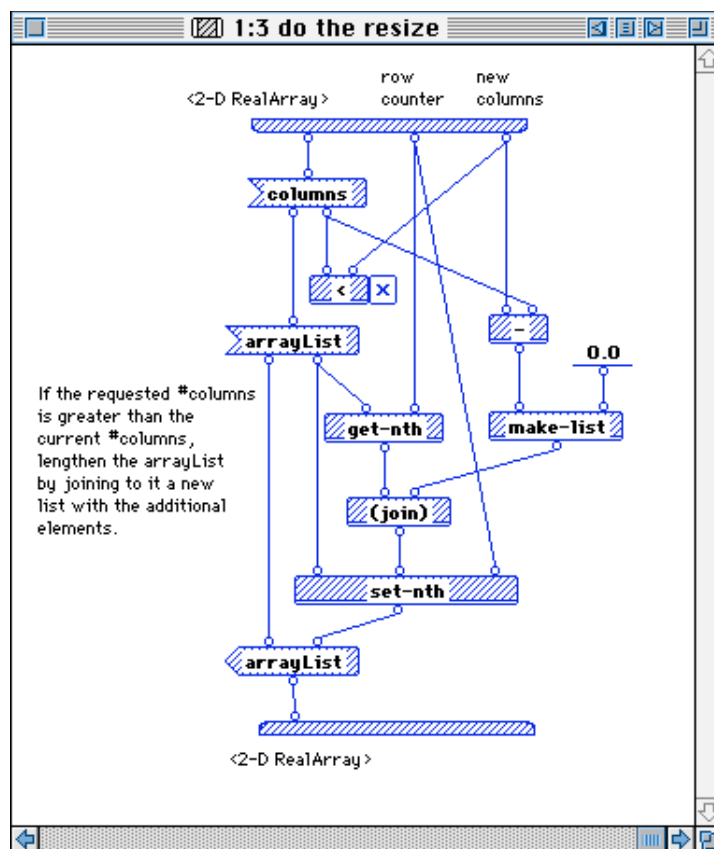 1:3 do the resize
row new
<2-D RealArray> counter columns
columns
<
arrayList
-
0.0
If the requested #columns
is greater than the
current #columns,
lengthen the arrayList
by joining to it a new
list with the additional
elements.
get-nth
make-list
(join)
set-nth
arrayList
<2-D RealArray>